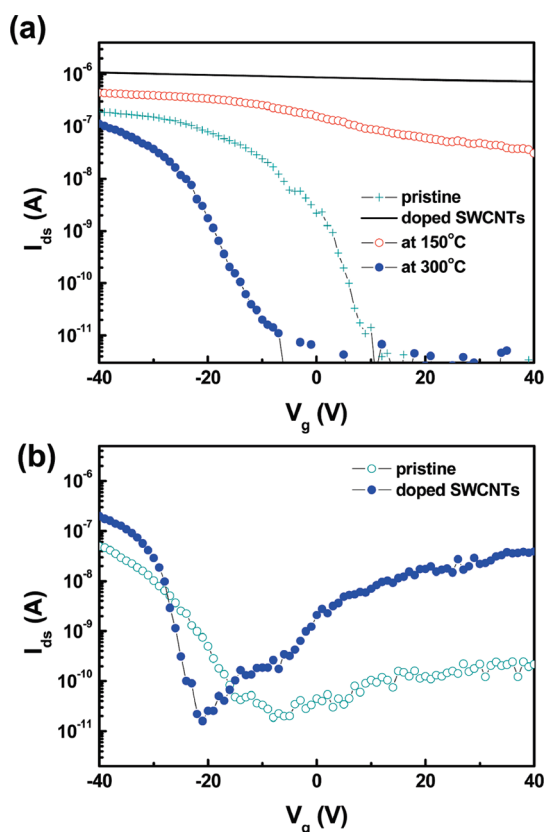 (a)
10⁻⁶
10⁻⁷
10⁻⁸
10⁻⁹
10⁻¹⁰
10⁻¹¹
I_ds (A)
pristine
doped SWCNTs
at 150°C
at 300°C
-40 -20 0 20 40
V_g (V)
(b)
10⁻⁶
10⁻⁷
10⁻⁸
10⁻⁹
10⁻¹⁰
10⁻¹¹
I_ds (A)
pristine
doped SWCNTs
-40 -20 0 20 40
V_g (V)